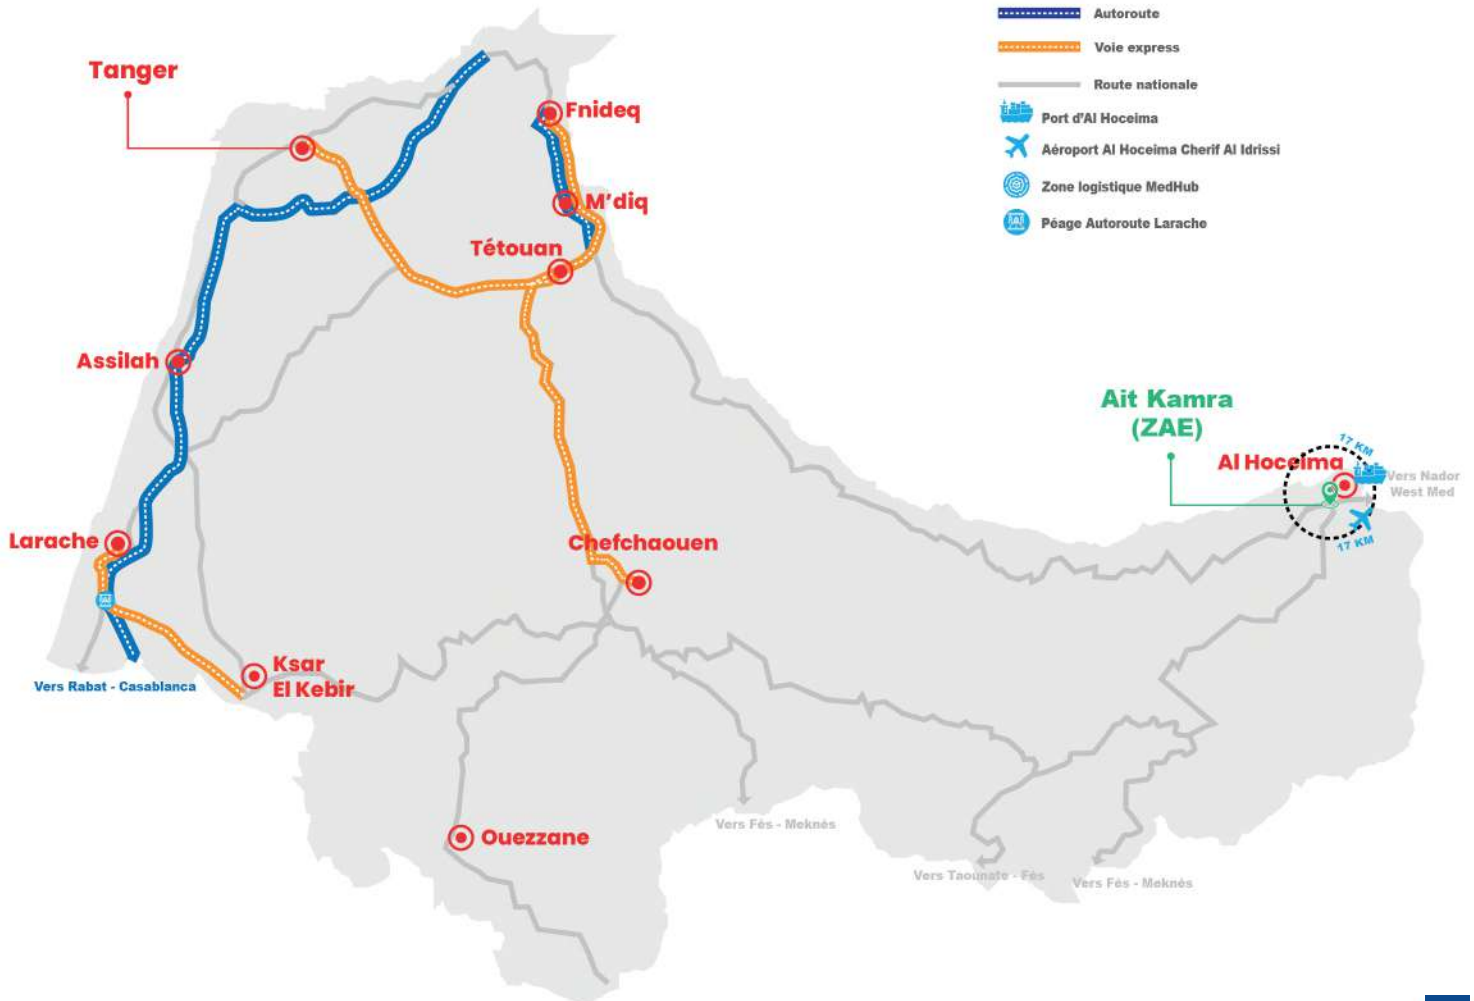 Autoroute
Voie express
Route nationale
Port d'Al Hoceima
Aéroport Al Hoceima Cherif Al Idrissi
Zone logistique MedHub
Péage Autoroute Larache
Tanger
Fnideq
M'diq
Tétouan
Assilah
Ait Kamra
(ZAE)
17 KM
Al Hoceima
Vers Nador
West Med
17 KM
Larache
Chefchaouen
Ksar
El Kebir
Vers Rabat - Casablanca
Ouezzane
Vers Fès - Meknès
Vers Taounate - Fès
Vers Fès - Meknès